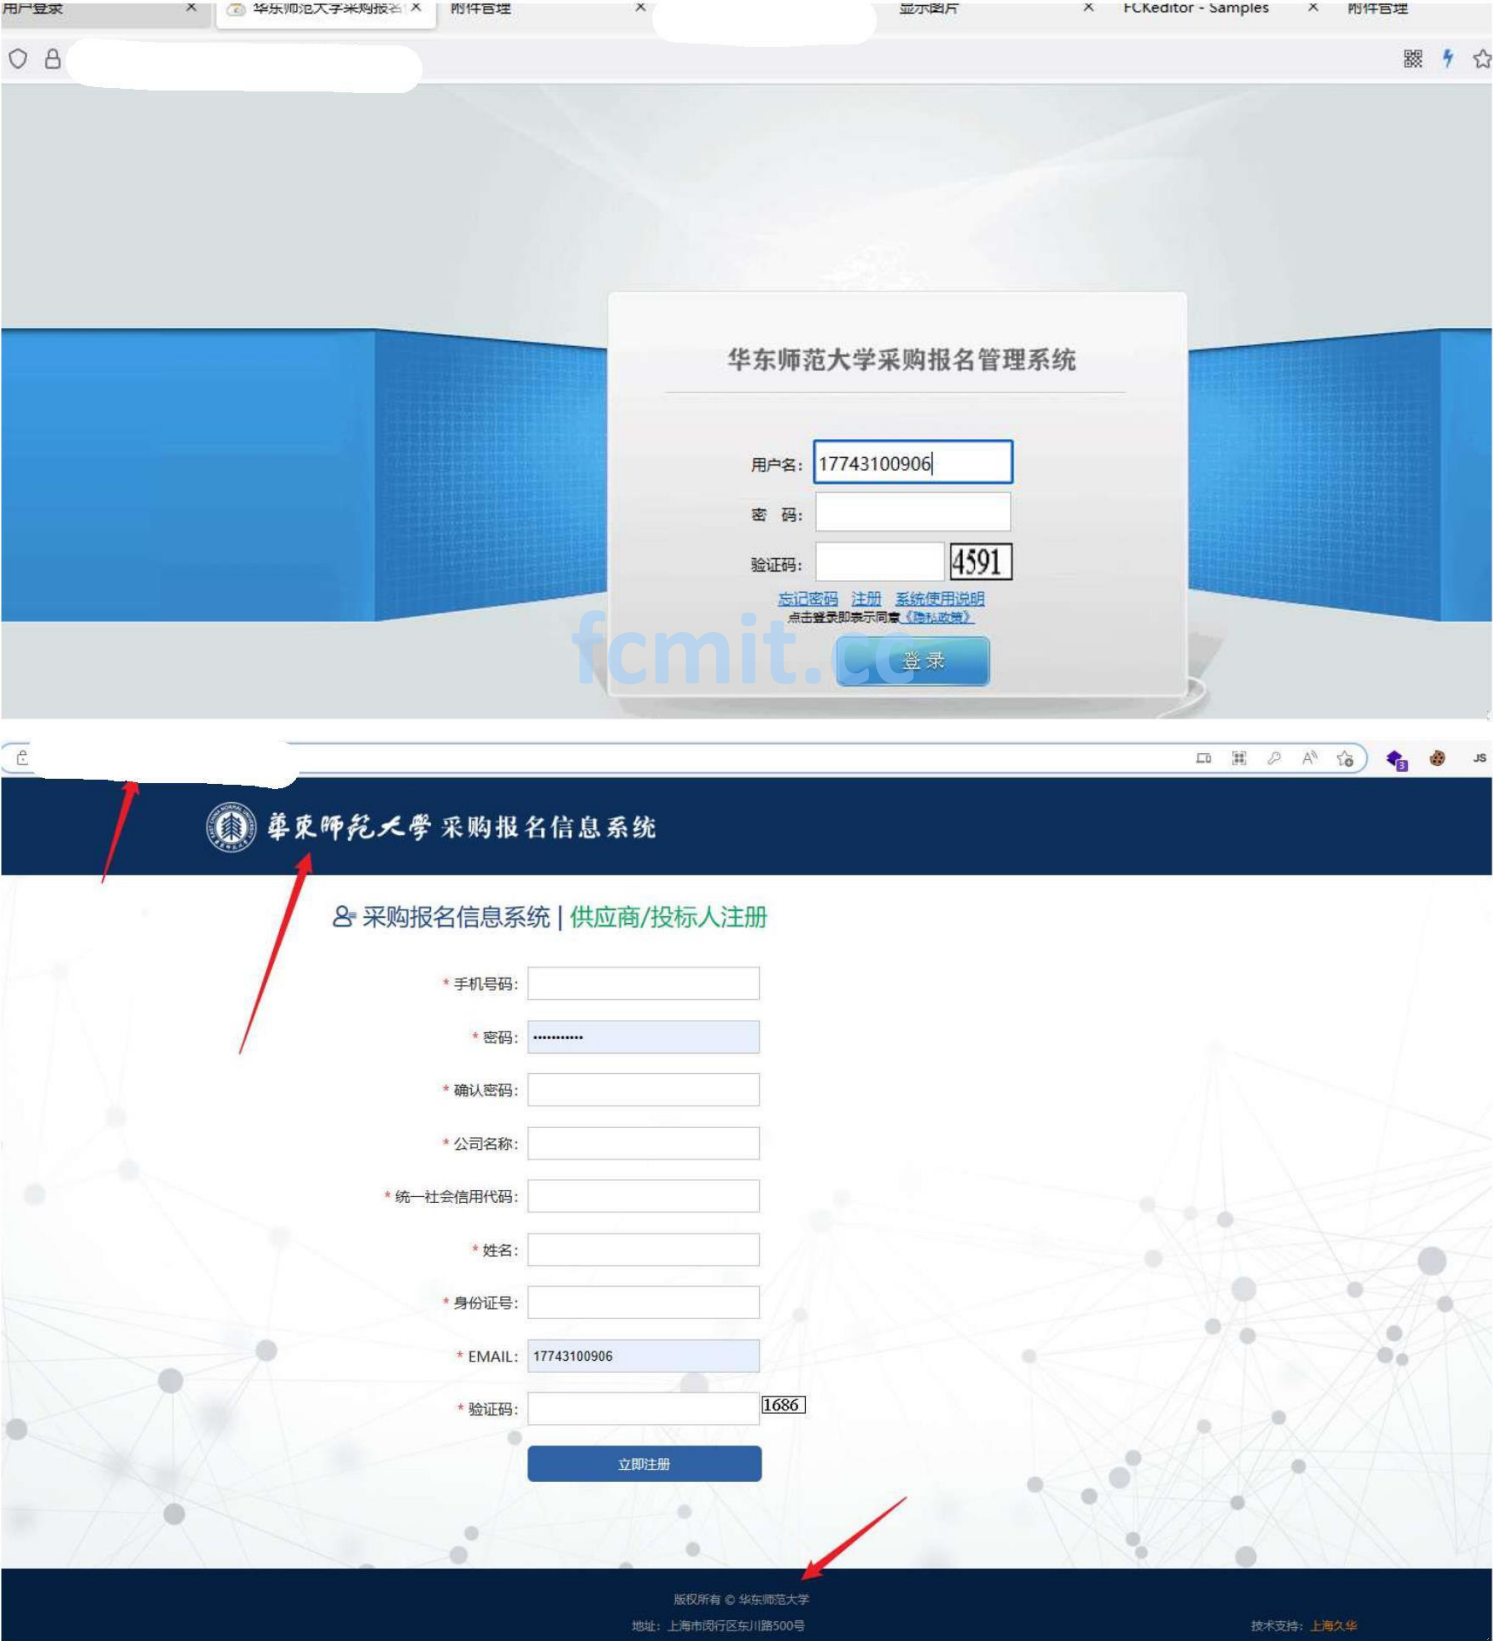 用户登录 × 华东师范大学采购报名 × 附件管理 × 显示图片 × FCKeditor - Samples × 附件管理
华东师范大学采购报名管理系统
用户名: 17743100906
密 码:
验证码: 4591
忘记密码 注册 系统使用说明
点击登录即表示同意《隐私政策》
登录
fcmit.cc
3 JS
華東師范大學 采购报名信息系统
采购报名信息系统 | 供应商/投标人注册
* 手机号码:
* 密码: •••••••••••
* 确认密码:
* 公司名称:
* 统一社会信用代码:
* 姓名:
* 身份证号:
* EMAIL: 17743100906
* 验证码: 1686
立即注册
版权所有 © 华东师范大学
地址: 上海市闵行区东川路500号
技术支持: 上海久华